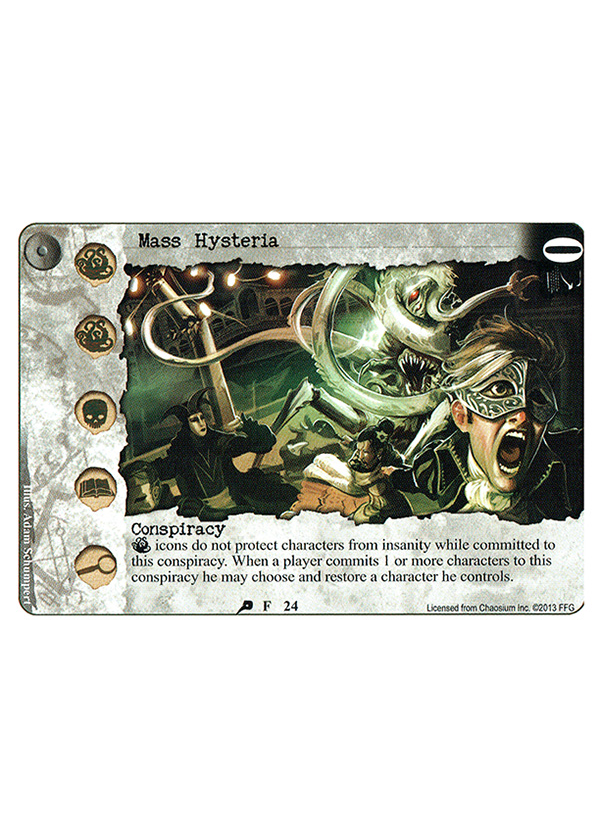 Mass Hysteria
0
Conspiracy
icons do not protect characters from insanity while committed to
this conspiracy. When a player commits 1 or more characters to this
conspiracy he may choose and restore a character he controls.
F 24
Licensed from Chaosium Inc. ©2013 FFG
Illus. Adam Schumpert